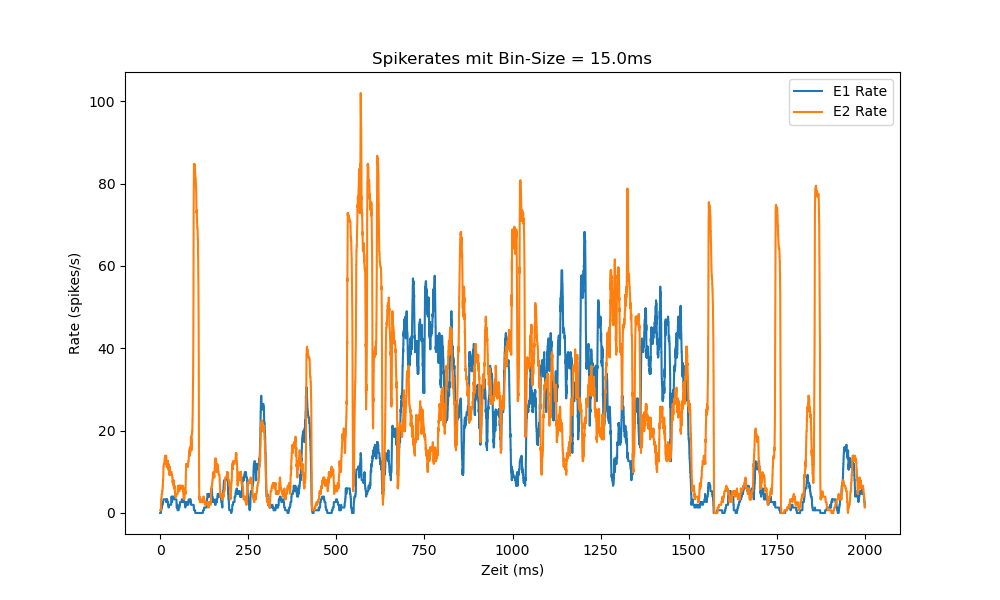 Spikerates mit Bin-Size = 15.0ms
E1 Rate
E2 Rate
100
80
60
40
20
0
Rate (spikes/s)
0 250 500 750 1000 1250 1500 1750 2000
Zeit (ms)